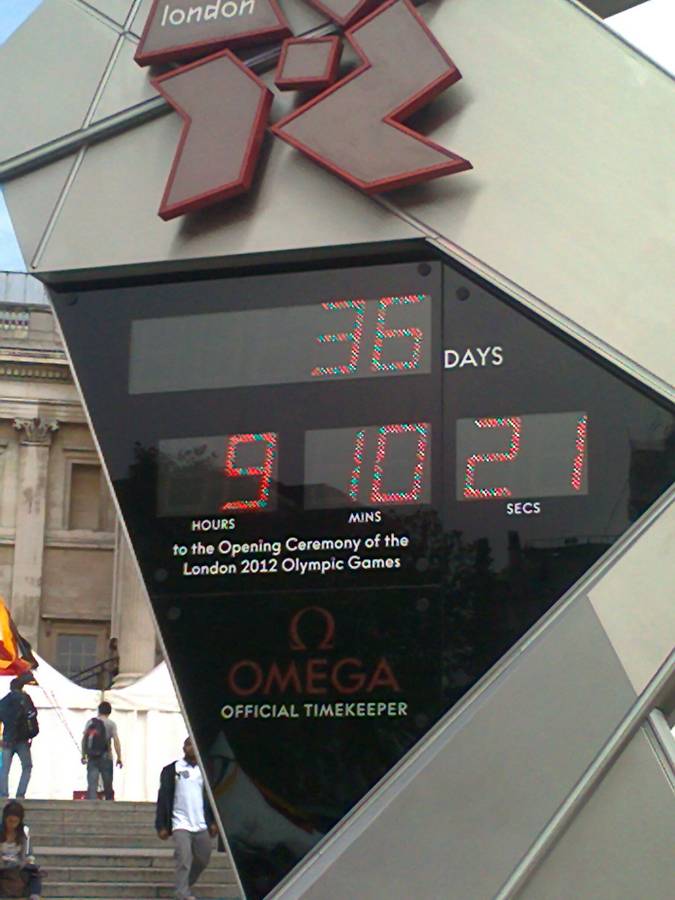 london
36 DAYS
9 10 21
HOURS MINS SECS
to the Opening Ceremony of the
London 2012 Olympic Games
Ω
OMEGA
OFFICIAL TIMEKEEPER